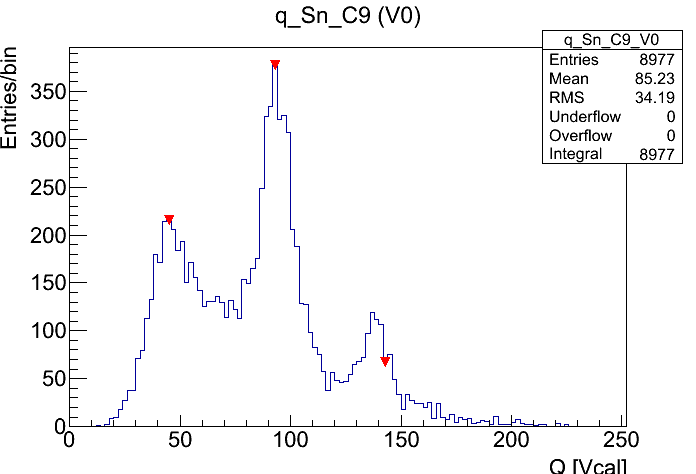 q_Sn_C9 (V0)
q_Sn_C9_V0
Entries 8977
Mean 85.23
RMS 34.19
Underflow 0
Overflow 0
Integral 8977
Entries/bin
350
300
250
200
150
100
50
0
0 50 100 150 200 250
Q [Vcal]